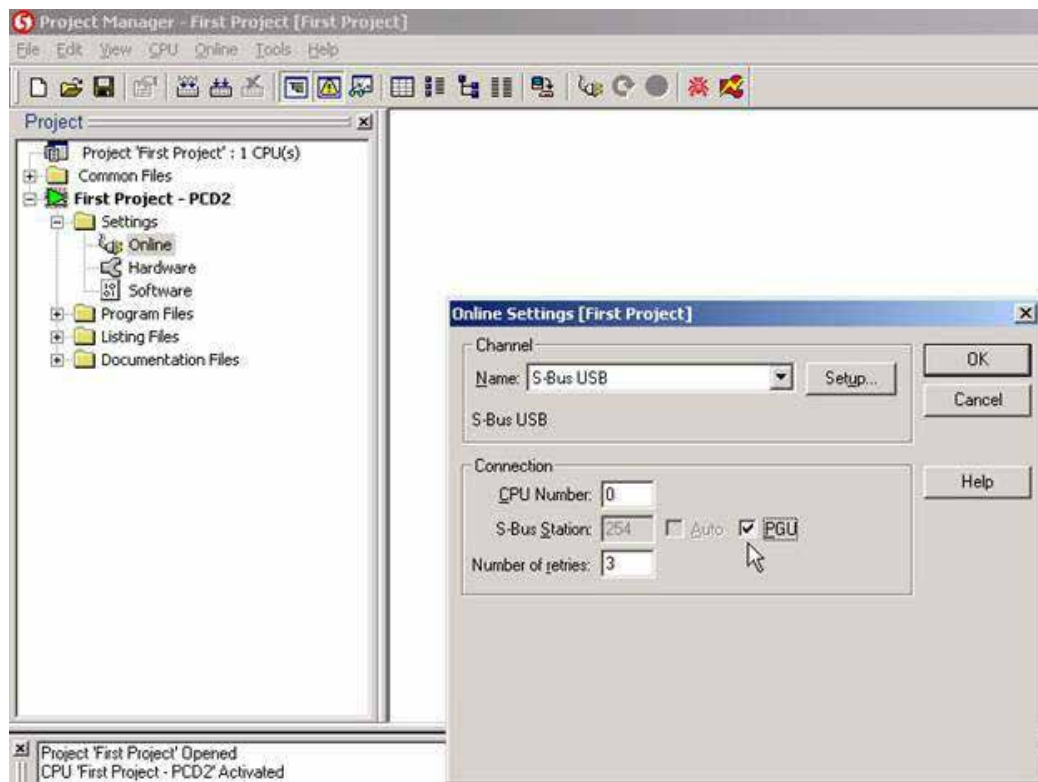 Project Manager - First Project [First Project]
File Edit View CPU Online Tools Help
Project
Project 'First Project' : 1 CPU(s)
Common Files
First Project - PCD2
Settings
Online
Hardware
Software
Program Files
Listing Files
Documentation Files
Online Settings [First Project]
Channel
Name: S-Bus USB
Setup...
S-Bus USB
OK
Cancel
Connection
CPU Number: 0
S-Bus Station: 254 Auto PGU
Number of retries: 3
Help
Project 'First Project' Opened
CPU 'First Project - PCD2' Activated